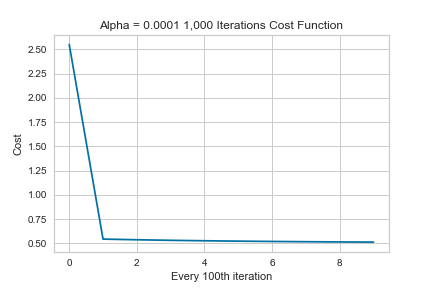 Alpha = 0.0001 1,000 Iterations Cost Function
2.50
2.25
2.00
1.75
1.50
1.25
1.00
0.75
0.50
Cost
0 2 4 6 8
Every 100th iteration